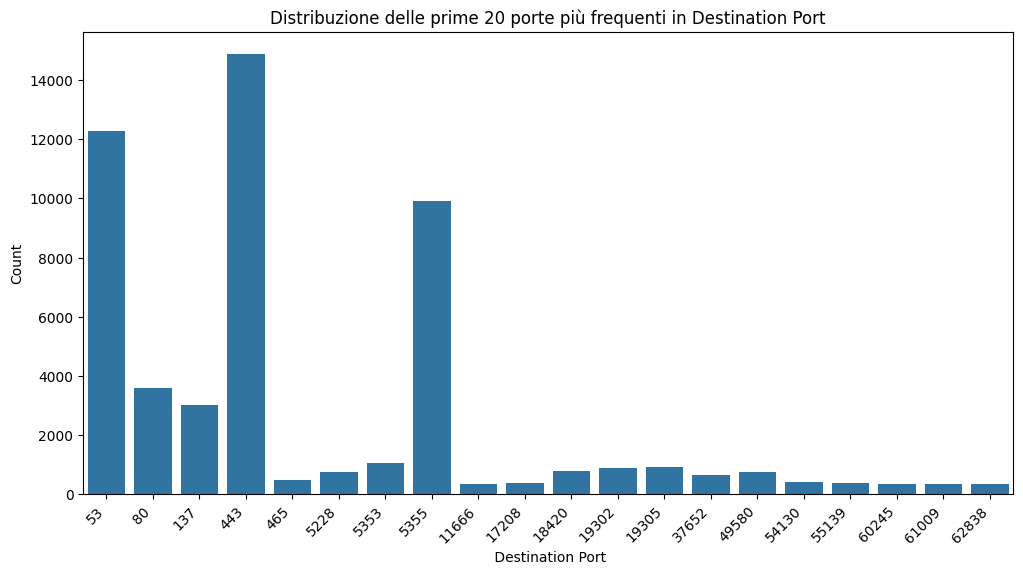 Distribuzione delle prime 20 porte più frequenti in Destination Port
Count
14000
12000
10000
8000
6000
4000
2000
0
53 80 137 443 465 5228 5353 5355 11666 17208 18420 19302 19305 37652 49580 54130 55139 60245 61009 62838
Destination Port